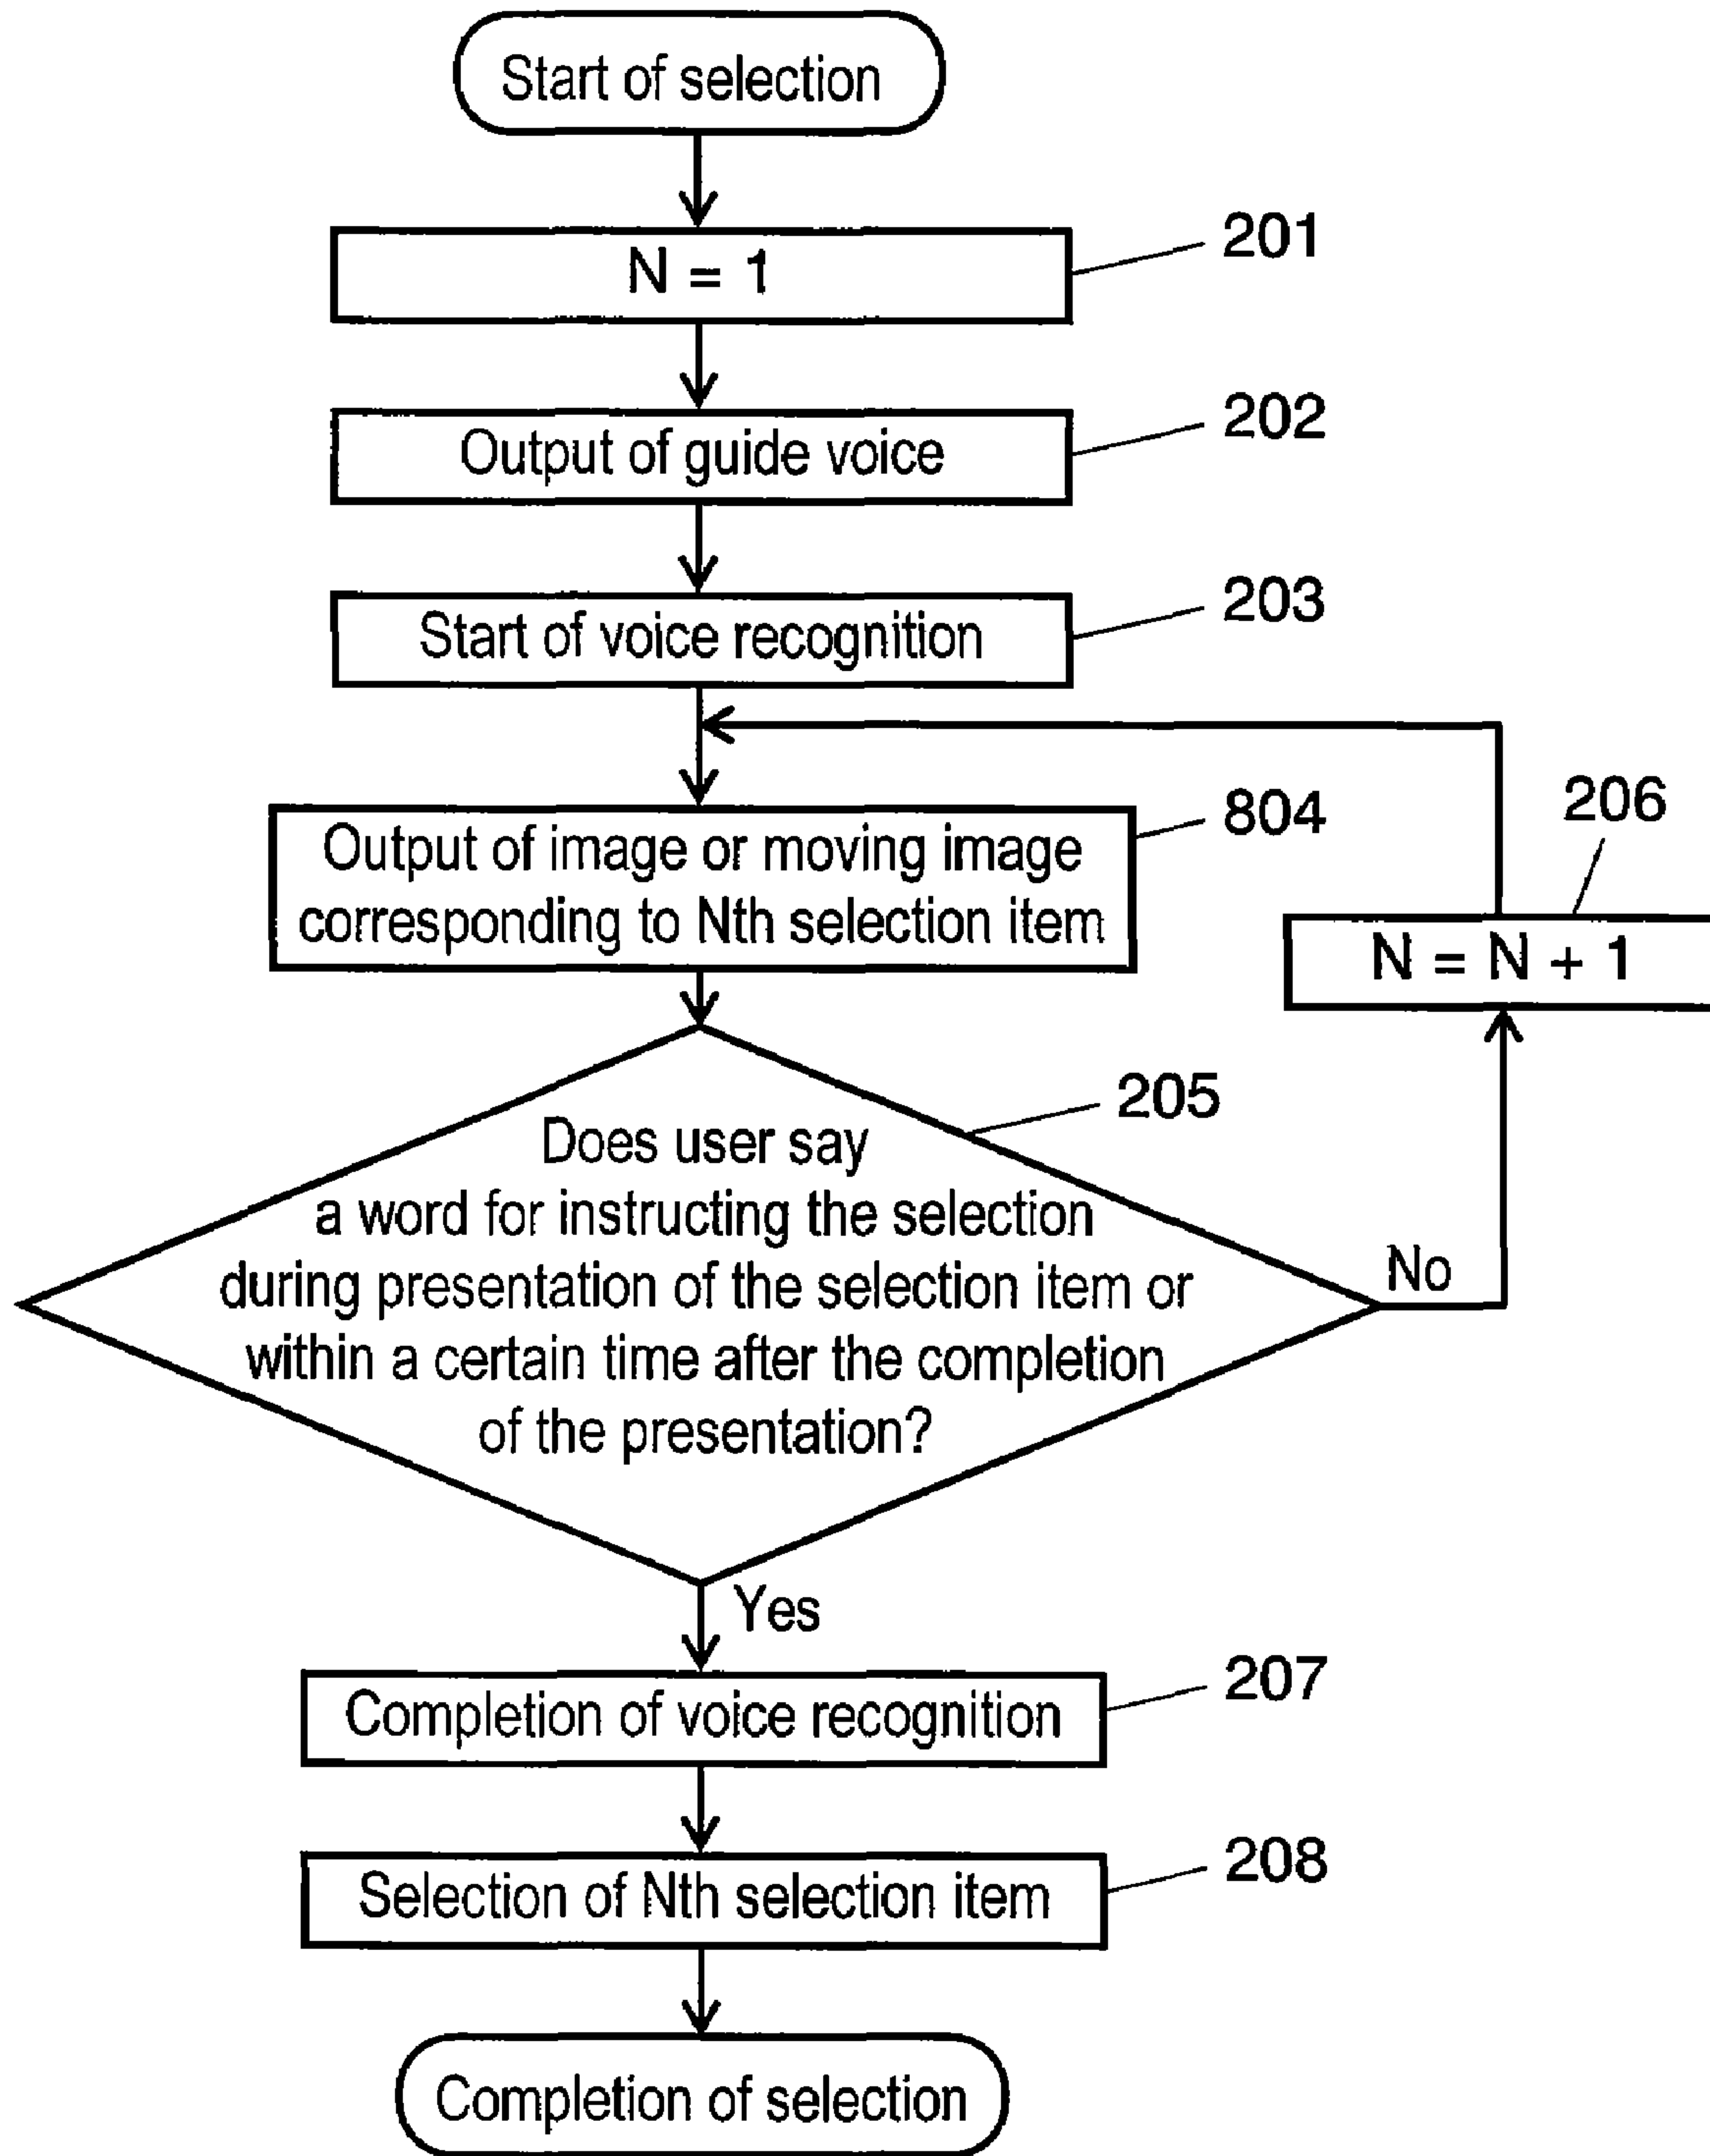 Start of selection
N = 1
201
Output of guide voice
202
Start of voice recognition
203
Output of image or moving image
corresponding to Nth selection item
804
206
N = N + 1
205
Does user say
a word for instructing the selection
during presentation of the selection item or
within a certain time after the completion
of the presentation?
No
Yes
Completion of voice recognition
207
Selection of Nth selection item
208
Completion of selection